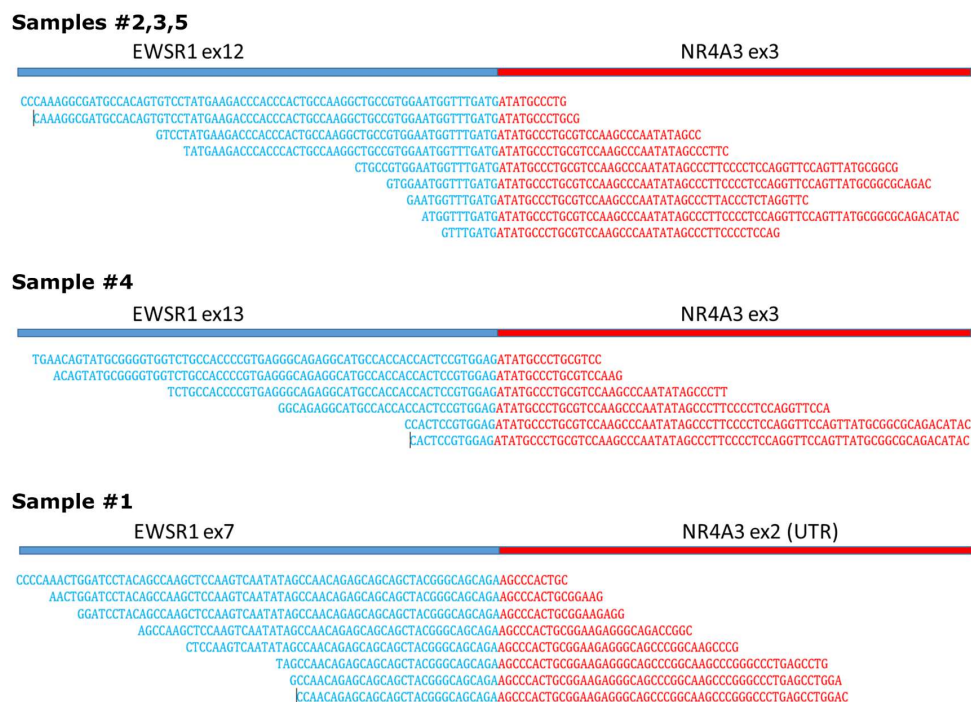 Samples #2,3,5
EWSR1 ex12 NR4A3 ex3
CCCAAAGGCGATGCCACAGTGTCCTATGAAGACCCACCCACTGCCAAGGCTGCCGTGGAATGGTTTGATGATATGCCCTG
CAAAGGCGATGCCACAGTGTCCTATGAAGACCCACCCACTGCCAAGGCTGCCGTGGAATGGTTTGATGATATGCCCTGCG
GTCCTATGAAGACCCACCCACTGCCAAGGCTGCCGTGGAATGGTTTGATGATATGCCCTGCGTCCAAGCCCAATATAGCC
TATGAAGACCCACCCACTGCCAAGGCTGCCGTGGAATGGTTTGATGATATGCCCTGCGTCCAAGCCCAATATAGCCCTTC
CTGCCGTGGAATGGTTTGATGATATGCCCTGCGTCCAAGCCCAATATAGCCCTTCCCCTCCAGGTTCCAGTTATGCGGCG
GTGGAATGGTTTGATGATATGCCCTGCGTCCAAGCCCAATATAGCCCTTCCCCTCCAGGTTCCAGTTATGCGGCGCAGAC
GAATGGTTTGATGATATGCCCTGCGTCCAAGCCCAATATAGCCCTTACCCTCTAGGTTC
ATGGTTTGATGATATGCCCTGCGTCCAAGCCCAATATAGCCCTTCCCCTCCAGGTTCCAGTTATGCGGCGCAGACATAC
GTTTGATGATATGCCCTGCGTCCAAGCCCAATATAGCCCTTCCCCTCCAG
Sample #4
EWSR1 ex13 NR4A3 ex3
TGAACAGTATGCGGGGTGGTCTGCCACCCCGTGAGGGCAGAGGCATGCCACCACCACTCCGTGGAGATATGCCCTGCGTCC
ACAGTATGCGGGGTGGTCTGCCACCCCGTGAGGGCAGAGGCATGCCACCACCACTCCGTGGAGATATGCCCTGCGTCCAAG
TCTGCCACCCCGTGAGGGCAGAGGCATGCCACCACCACTCCGTGGAGATATGCCCTGCGTCCAAGCCCAATATAGCCCTT
GGCAGAGGCATGCCACCACCACTCCGTGGAGATATGCCCTGCGTCCAAGCCCAATATAGCCCTTCCCCTCCAGGTTCCA
CCACTCCGTGGAGATATGCCCTGCGTCCAAGCCCAATATAGCCCTTCCCCTCCAGGTTCCAGTTATGCGGCGCAGACATAC
CACTCCGTGGAGATATGCCCTGCGTCCAAGCCCAATATAGCCCTTCCCCTCCAGGTTCCAGTTATGCGGCGCAGACATAC
Sample #1
EWSR1 ex7 NR4A3 ex2 (UTR)
CCCCAAACTGGATCCTACAGCCAAGCTCCAAGTCAATATAGCCAACAGAGCAGCAGCTACGGGCAGCAGAAGCCCACTGC
AACTGGATCCTACAGCCAAGCTCCAAGTCAATATAGCCAACAGAGCAGCAGCTACGGGCAGCAGAAGCCCACTGCGGAAG
GGATCCTACAGCCAAGCTCCAAGTCAATATAGCCAACAGAGCAGCAGCTACGGGCAGCAGAAGCCCACTGCGGAAGAGG
AGCCAAGCTCCAAGTCAATATAGCCAACAGAGCAGCAGCTACGGGCAGCAGAAGCCCACTGCGGAAGAGGGCAGACCGGC
CTCCAAGTCAATATAGCCAACAGAGCAGCAGCTACGGGCAGCAGAAGCCCACTGCGGAAGAGGGCAGCCCGGCAAGCCCG
TAGCCAACAGAGCAGCAGCTACGGGCAGCAGAAGCCCACTGCGGAAGAGGGCAGCCCGGCAAGCCCGGGCCCTGAGCCTG
GCCAACAGAGCAGCAGCTACGGGCAGCAGAAGCCCACTGCGGAAGAGGGCAGCCCGGCAAGCCCGGGCCCTGAGCCTGGA
CCAACAGAGCAGCAGCTACGGGCAGCAGAAGCCCACTGCGGAAGAGGGCAGCCCGGCAAGCCCGGGCCCTGAGCCTGGAC